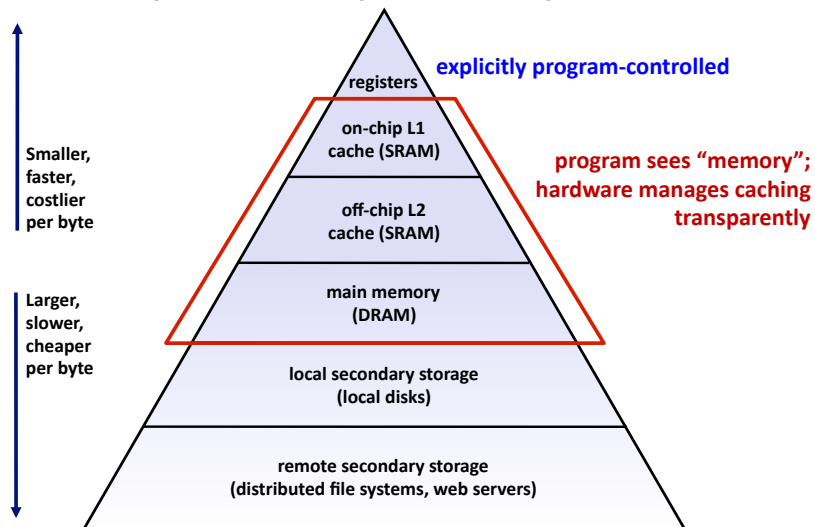 registers
explicitly program-controlled
on-chip L1
cache (SRAM)
Smaller,
faster,
costlier
per byte
program sees “memory”;
hardware manages caching
transparently
off-chip L2
cache (SRAM)
main memory
(DRAM)
Larger,
slower,
cheaper
per byte
local secondary storage
(local disks)
remote secondary storage
(distributed file systems, web servers)